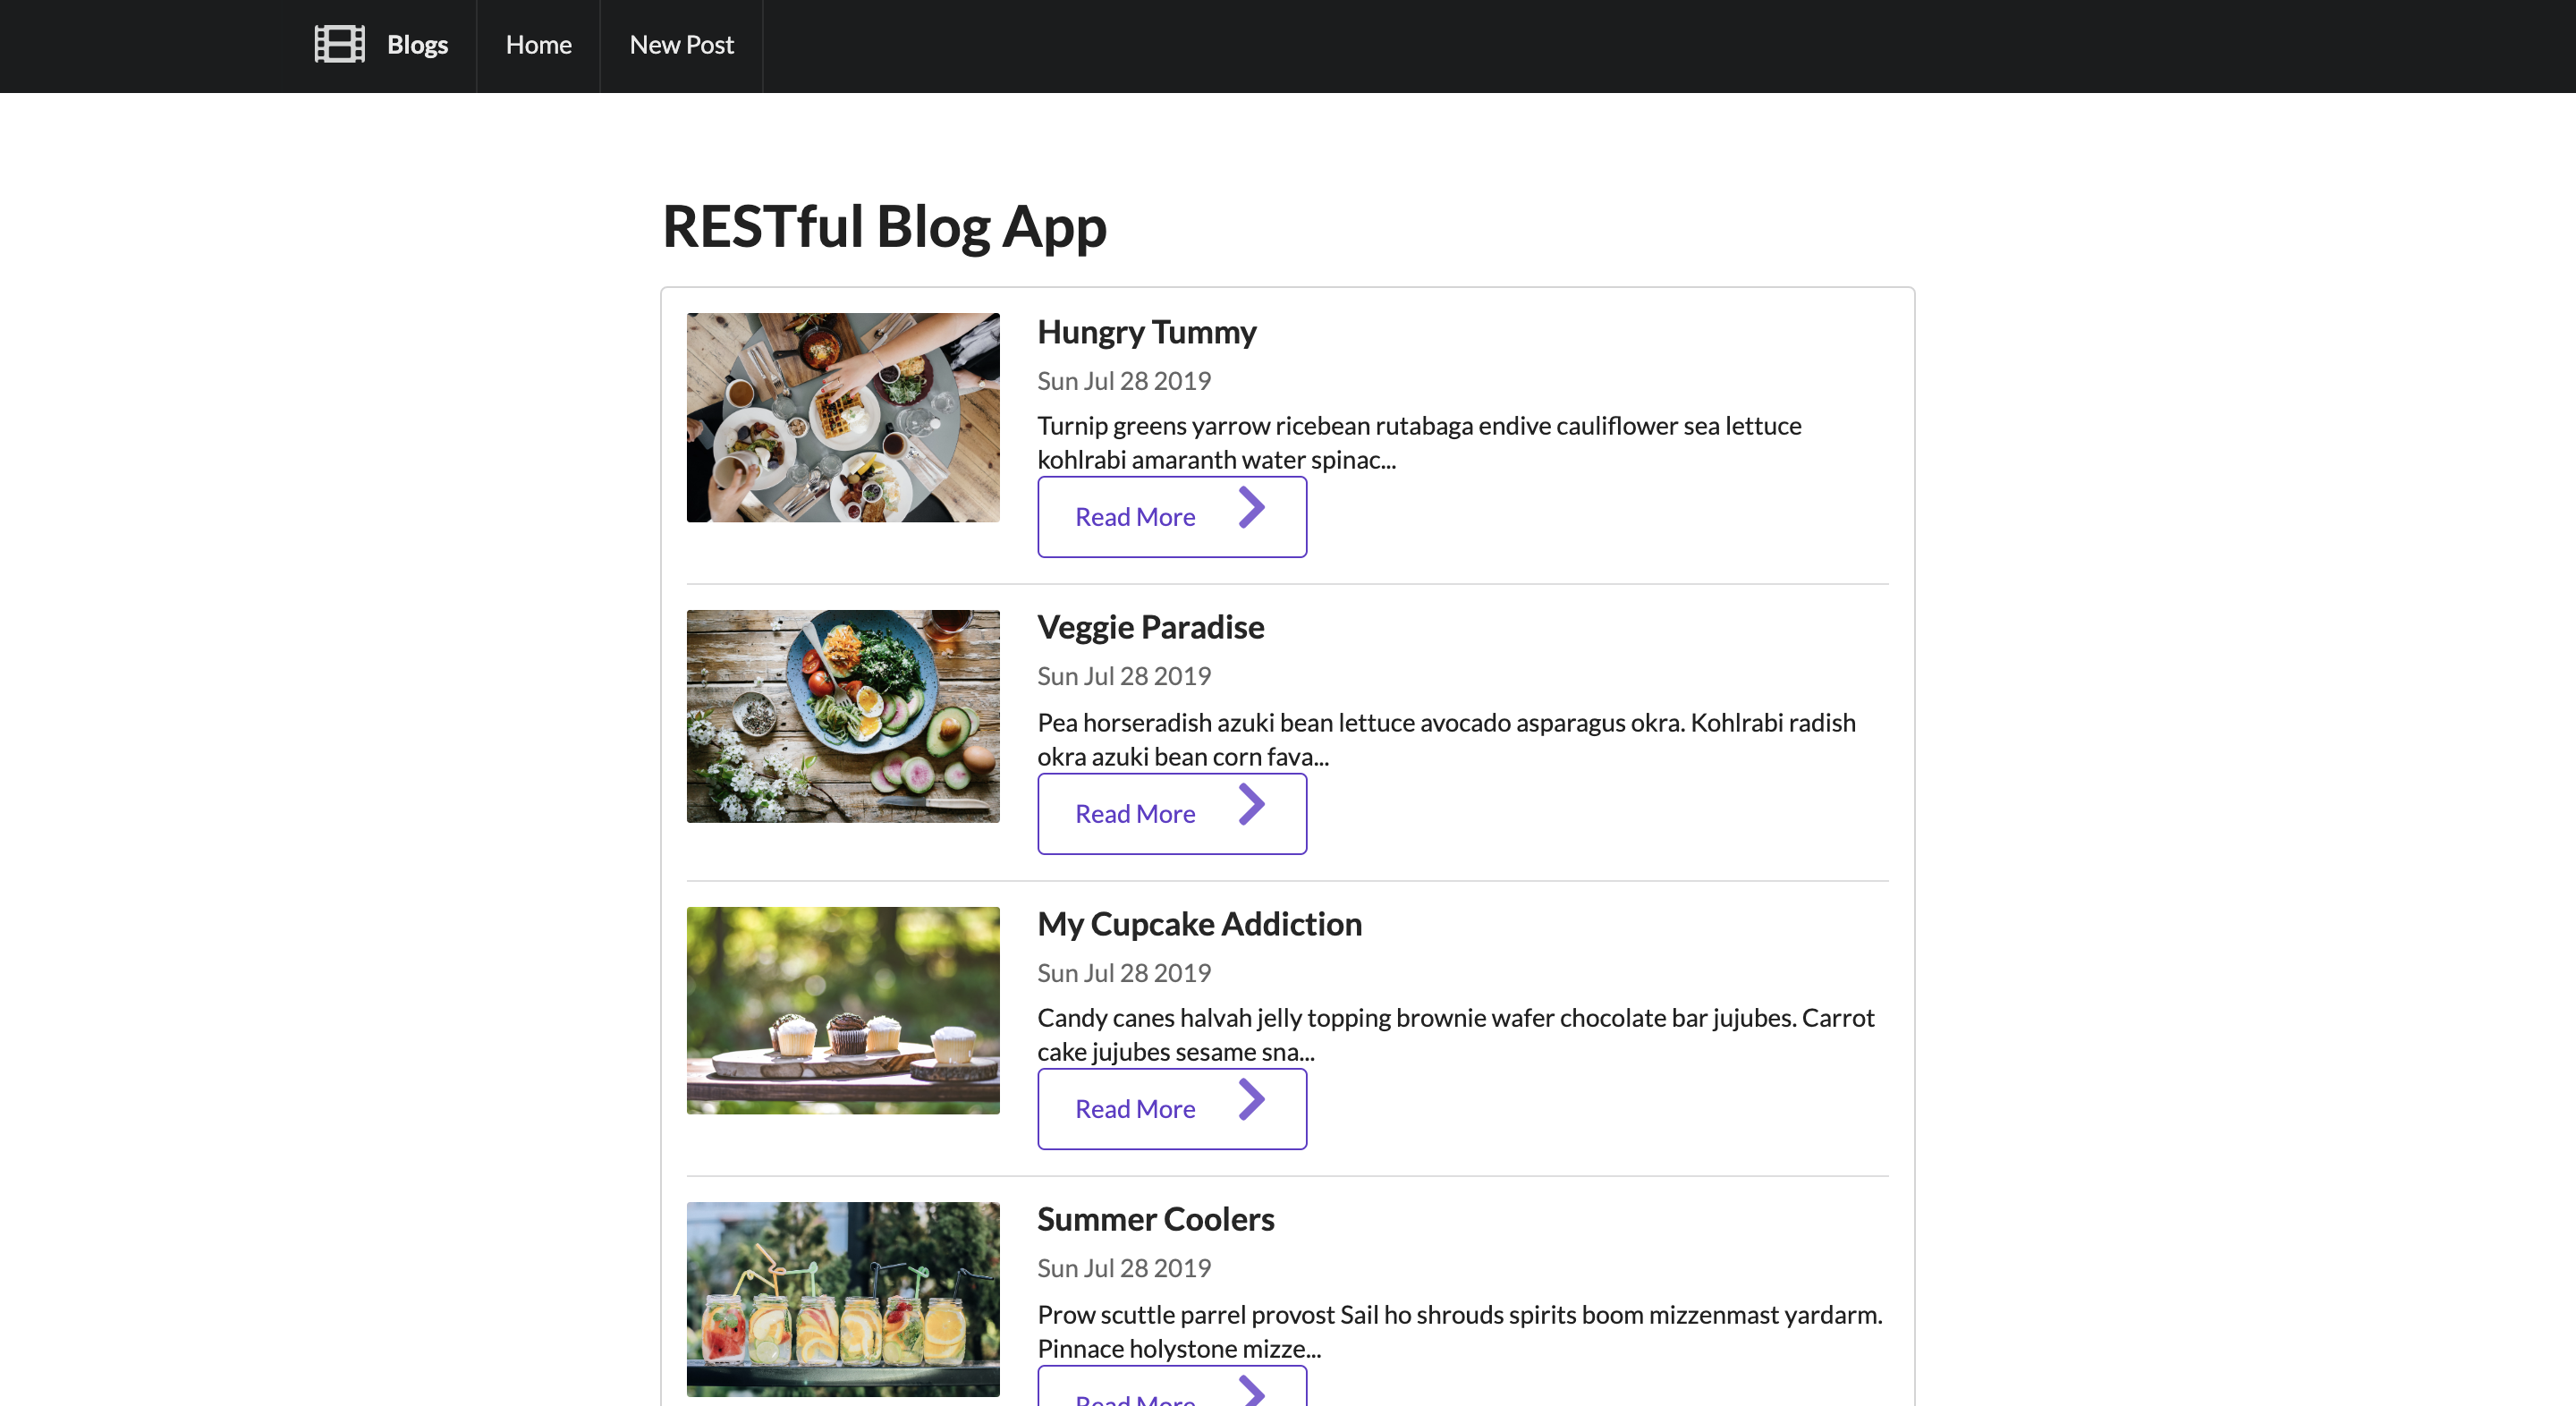 Blogs
Home
New Post
RESTful Blog App
Hungry Tummy
Sun Jul 28 2019
Turnip greens yarrow ricebean rutabaga endive cauliflower sea lettuce
kohlrabi amaranth water spinac...
Read More
Veggie Paradise
Sun Jul 28 2019
Pea horseradish azuki bean lettuce avocado asparagus okra. Kohlrabi radish
okra azuki bean corn fava...
Read More
My Cupcake Addiction
Sun Jul 28 2019
Candy canes halvah jelly topping brownie wafer chocolate bar jujubes. Carrot
cake jujubes sesame sna...
Read More
Summer Coolers
Sun Jul 28 2019
Prow scuttle parrel provost Sail ho shrouds spirits boom mizzenmast yardarm.
Pinnace holystone mizze...
Read More